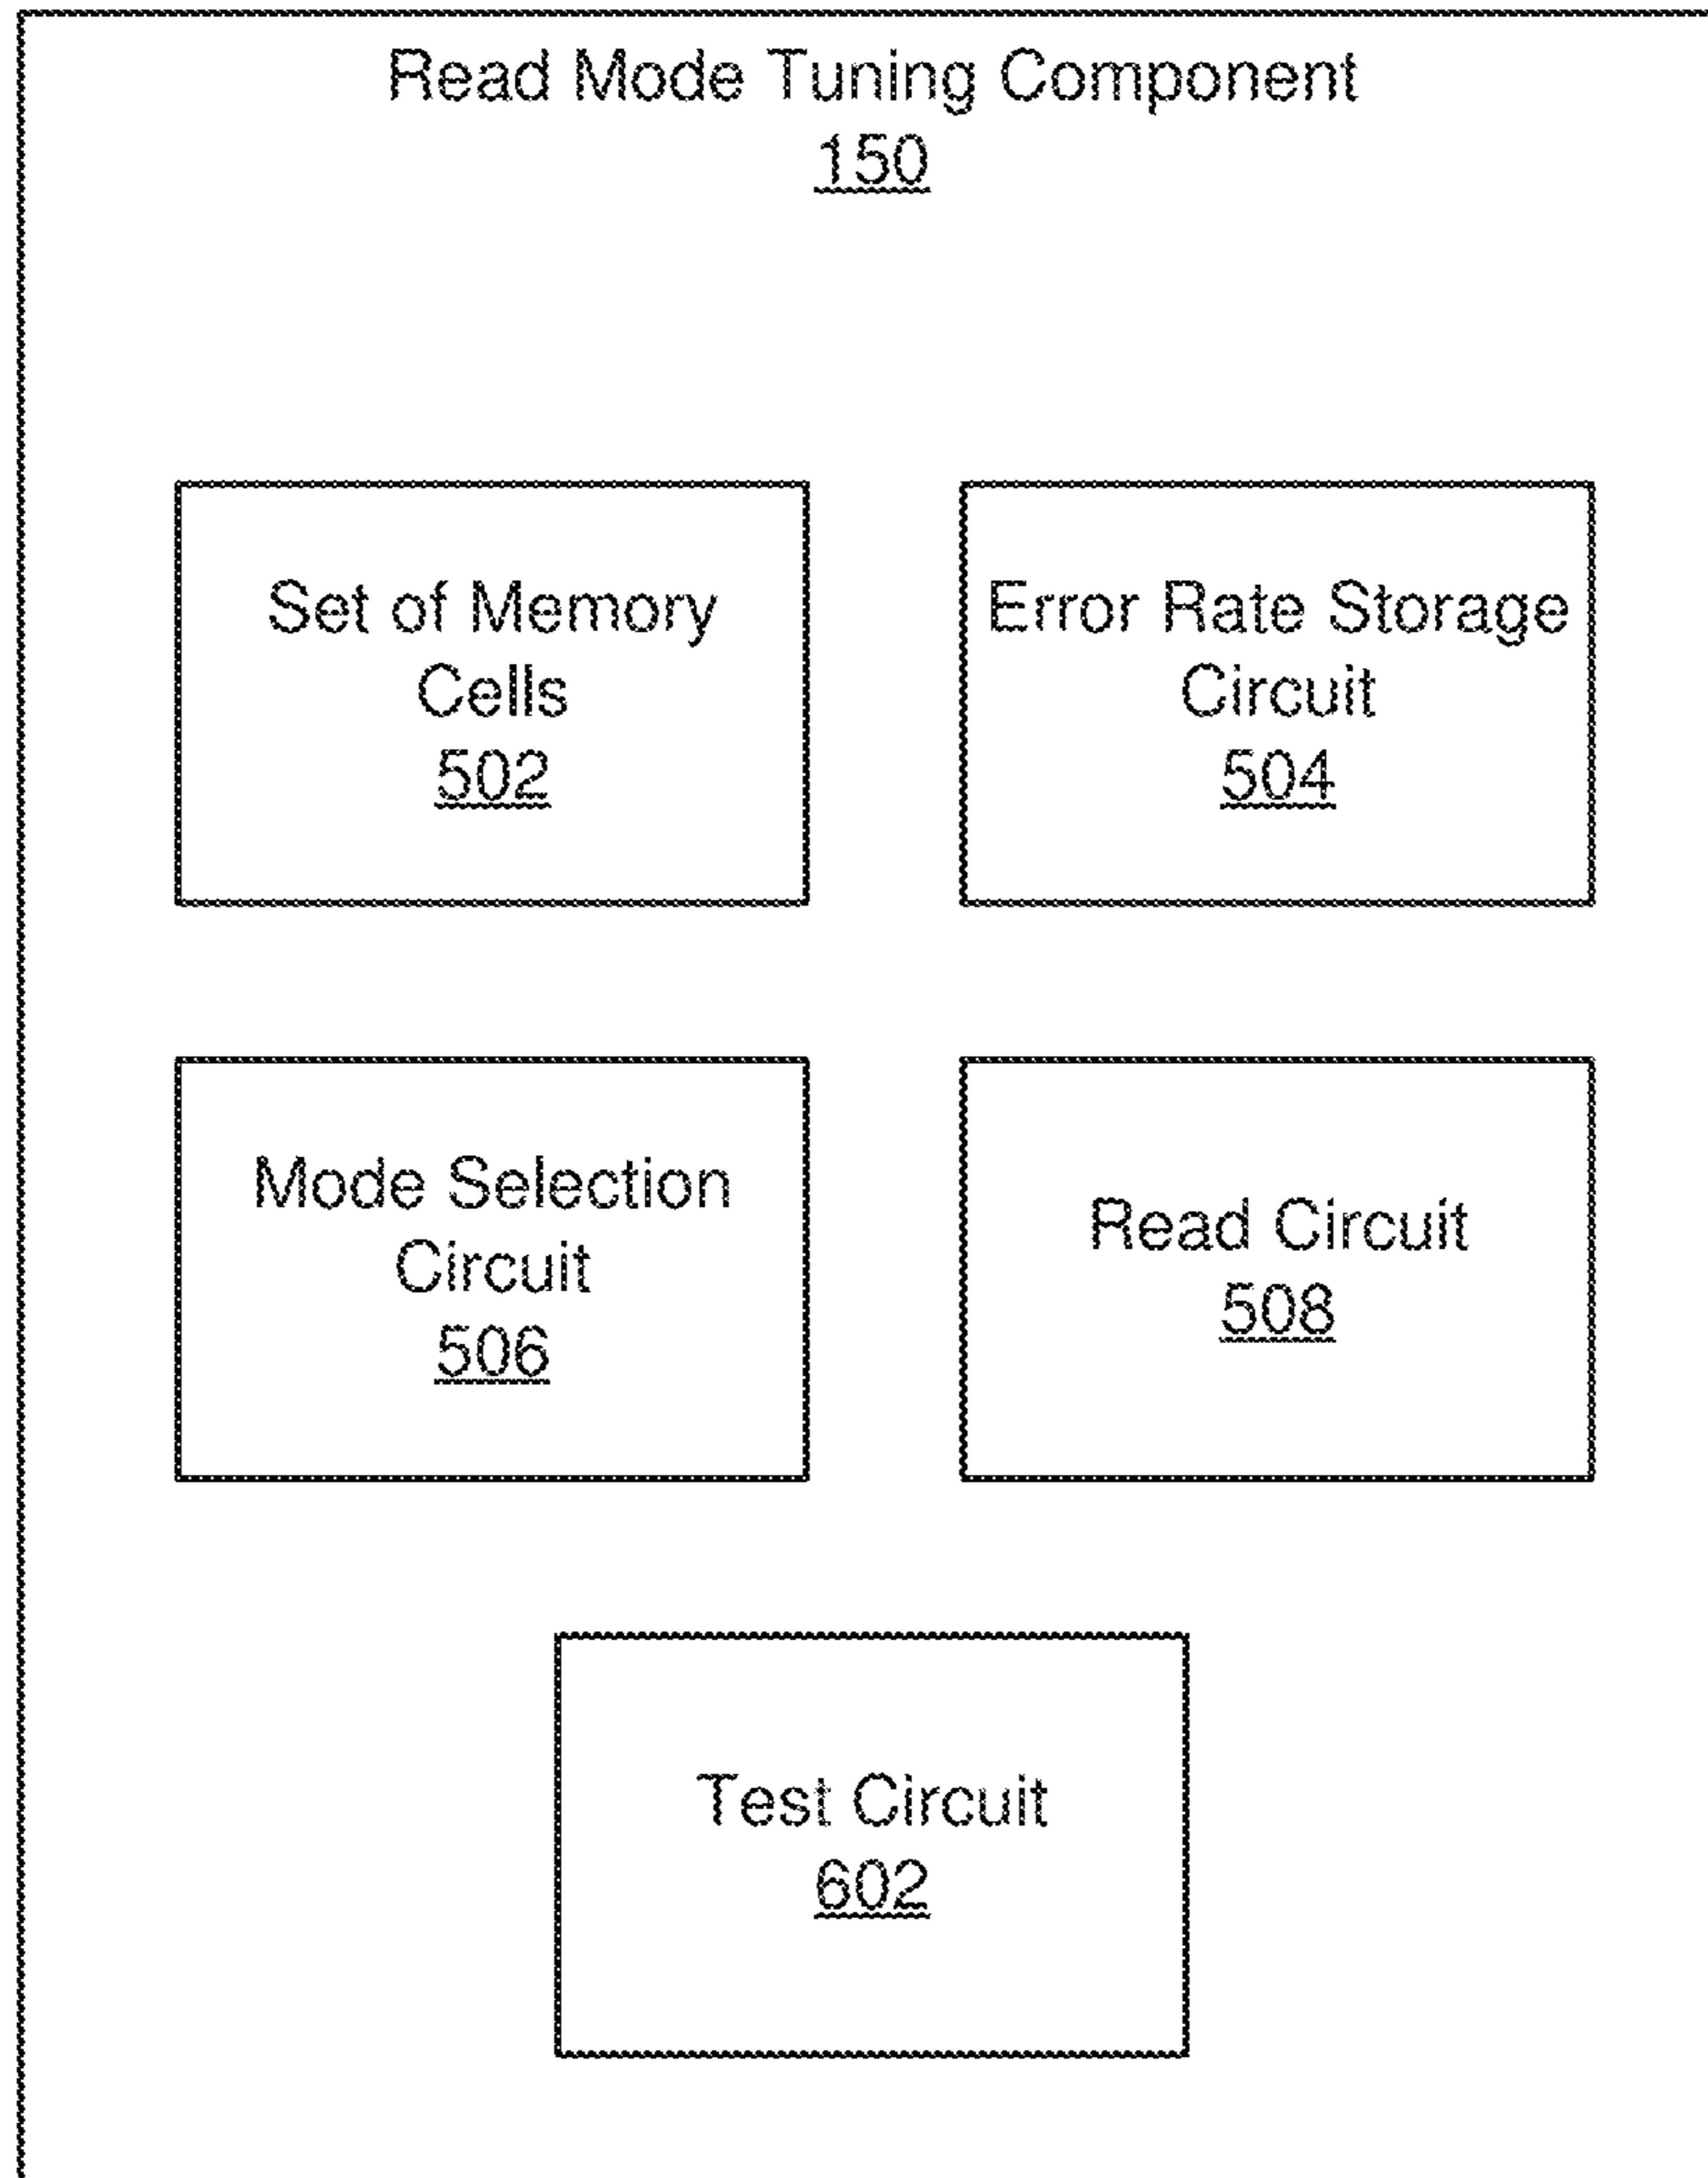 Read Mode Tuning Component
150
Set of Memory
Cells
502
Error Rate Storage
Circuit
504
Mode Selection
Circuit
506
Read Circuit
508
Test Circuit
602